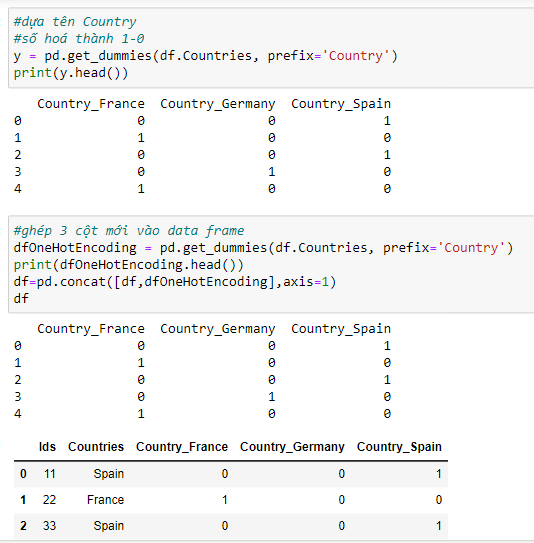 #dựa tên Country
#số hoá thành 1-0
y = pd.get_dummies(df.Countries, prefix='Country')
print(y.head())
Country_France Country_Germany Country_Spain
0 0 0 1
1 1 0 0
2 0 0 1
3 0 1 0
4 1 0 0
#ghép 3 cột mới vào data frame
dfOneHotEncoding = pd.get_dummies(df.Countries, prefix='Country')
print(dfOneHotEncoding.head())
df=pd.concat([df,dfOneHotEncoding],axis=1)
df
Country_France Country_Germany Country_Spain
0 0 0 1
1 1 0 0
2 0 0 1
3 0 1 0
4 1 0 0
Ids Countries Country_France Country_Germany Country_Spain
0 11 Spain 0 0 1
1 22 France 1 0 0
2 33 Spain 0 0 1